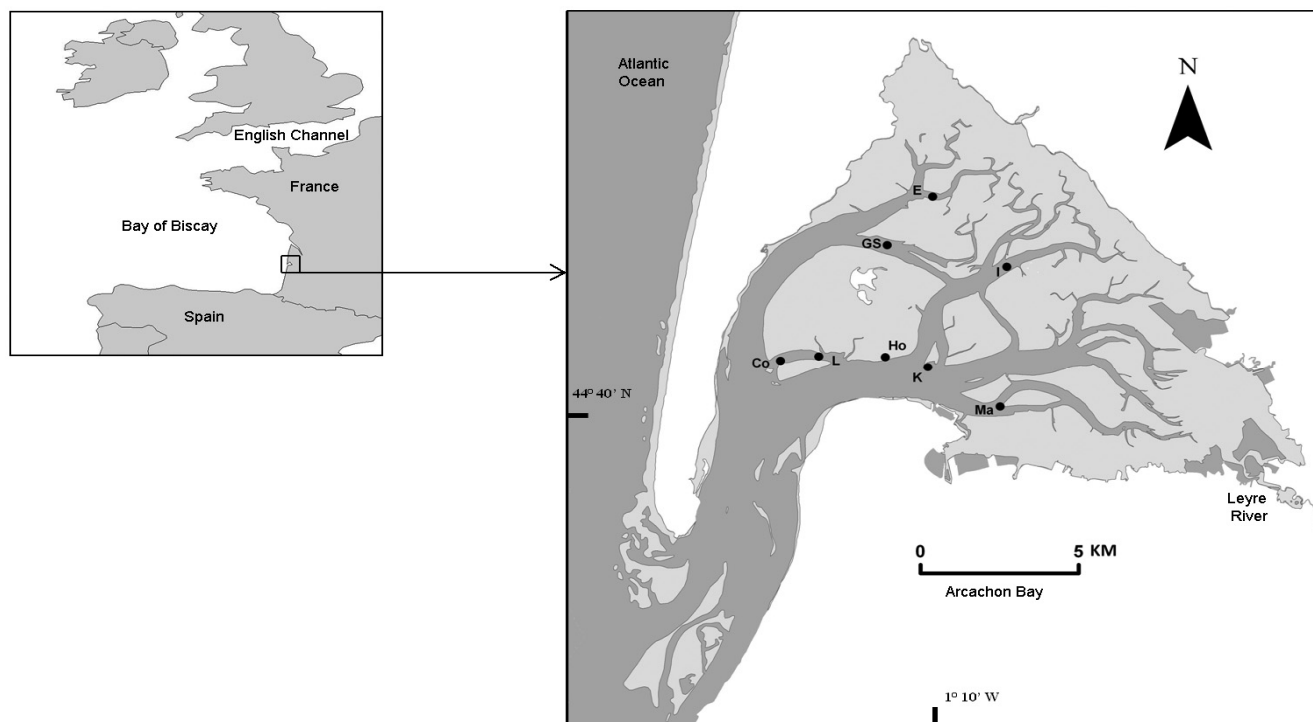 English Channel
France
Bay of Biscay
Spain
Atlantic
Ocean
N
E
GS
I
Ho
Co
L
K
Ma
44° 40' N
Leyre
River
0 5 KM
Arcachon Bay
1° 10' W